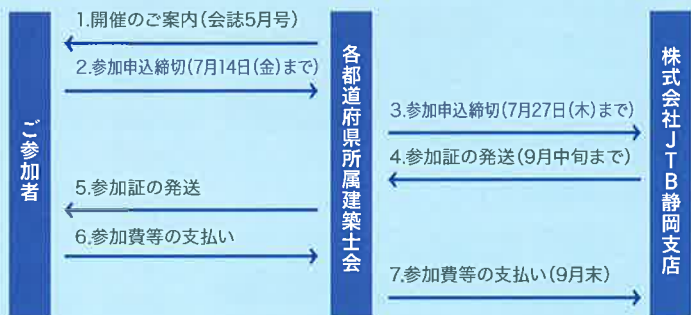 1.開催のご案内(会誌5月号)
2.参加申込締切(7月14日(金)まで)
3.参加申込締切(7月27日(木)まで)
4.参加証の発送(9月中旬まで)
5.参加証の発送
6.参加費等の支払い
7.参加費等の支払い(9月末)
ご参加者
各都道府県所属建築士会
株式会社JTB静岡支店